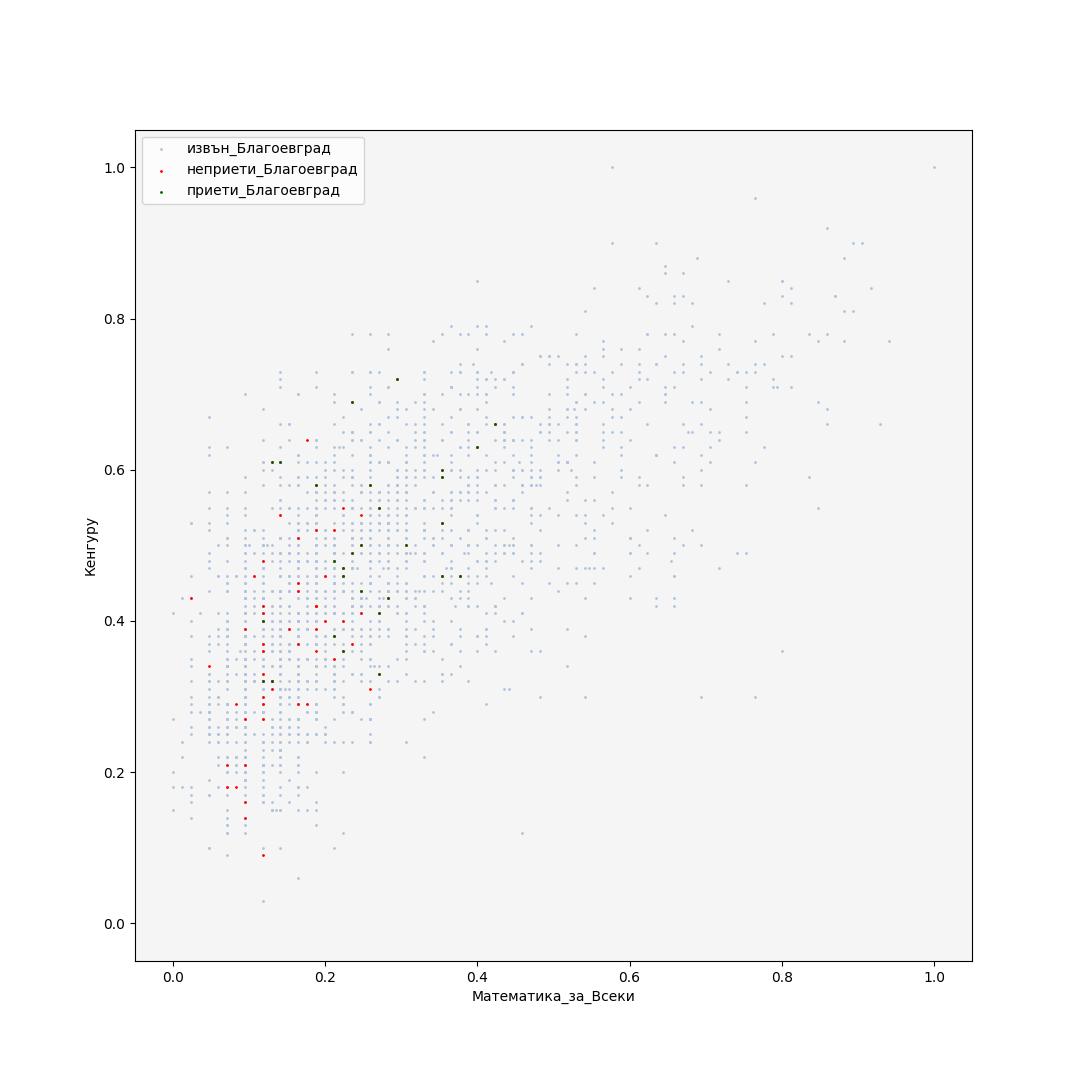 извън_Благоевград
неприети_Благоевград
приети_Благоевград
1.0
0.8
0.6
0.4
0.2
0.0
Кенгуру
0.0 0.2 0.4 0.6 0.8 1.0
Математика_за_Всеки